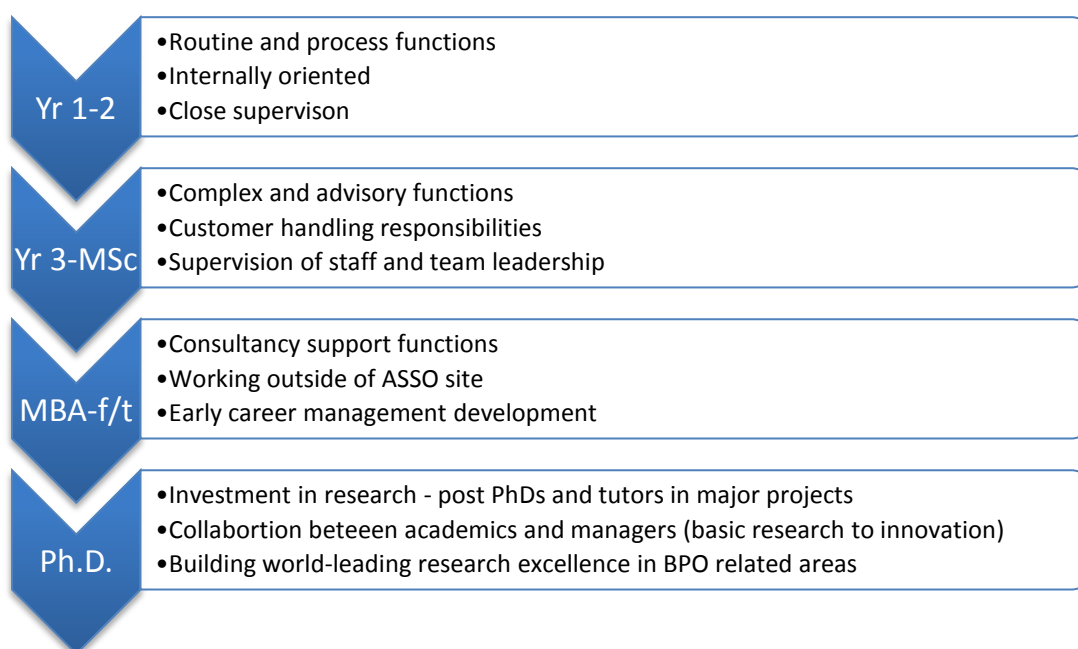 Yr 1-2
•Routine and process functions
•Internally oriented
•Close supervison
Yr 3-MSc
•Complex and advisory functions
•Customer handling responsibilities
•Supervision of staff and team leadership
MBA-f/t
•Consultancy support functions
•Working outside of ASSO site
•Early career management development
Ph.D.
•Investment in research - post PhDs and tutors in major projects
•Collabortion beteeen academics and managers (basic research to innovation)
•Building world-leading research excellence in BPO related areas